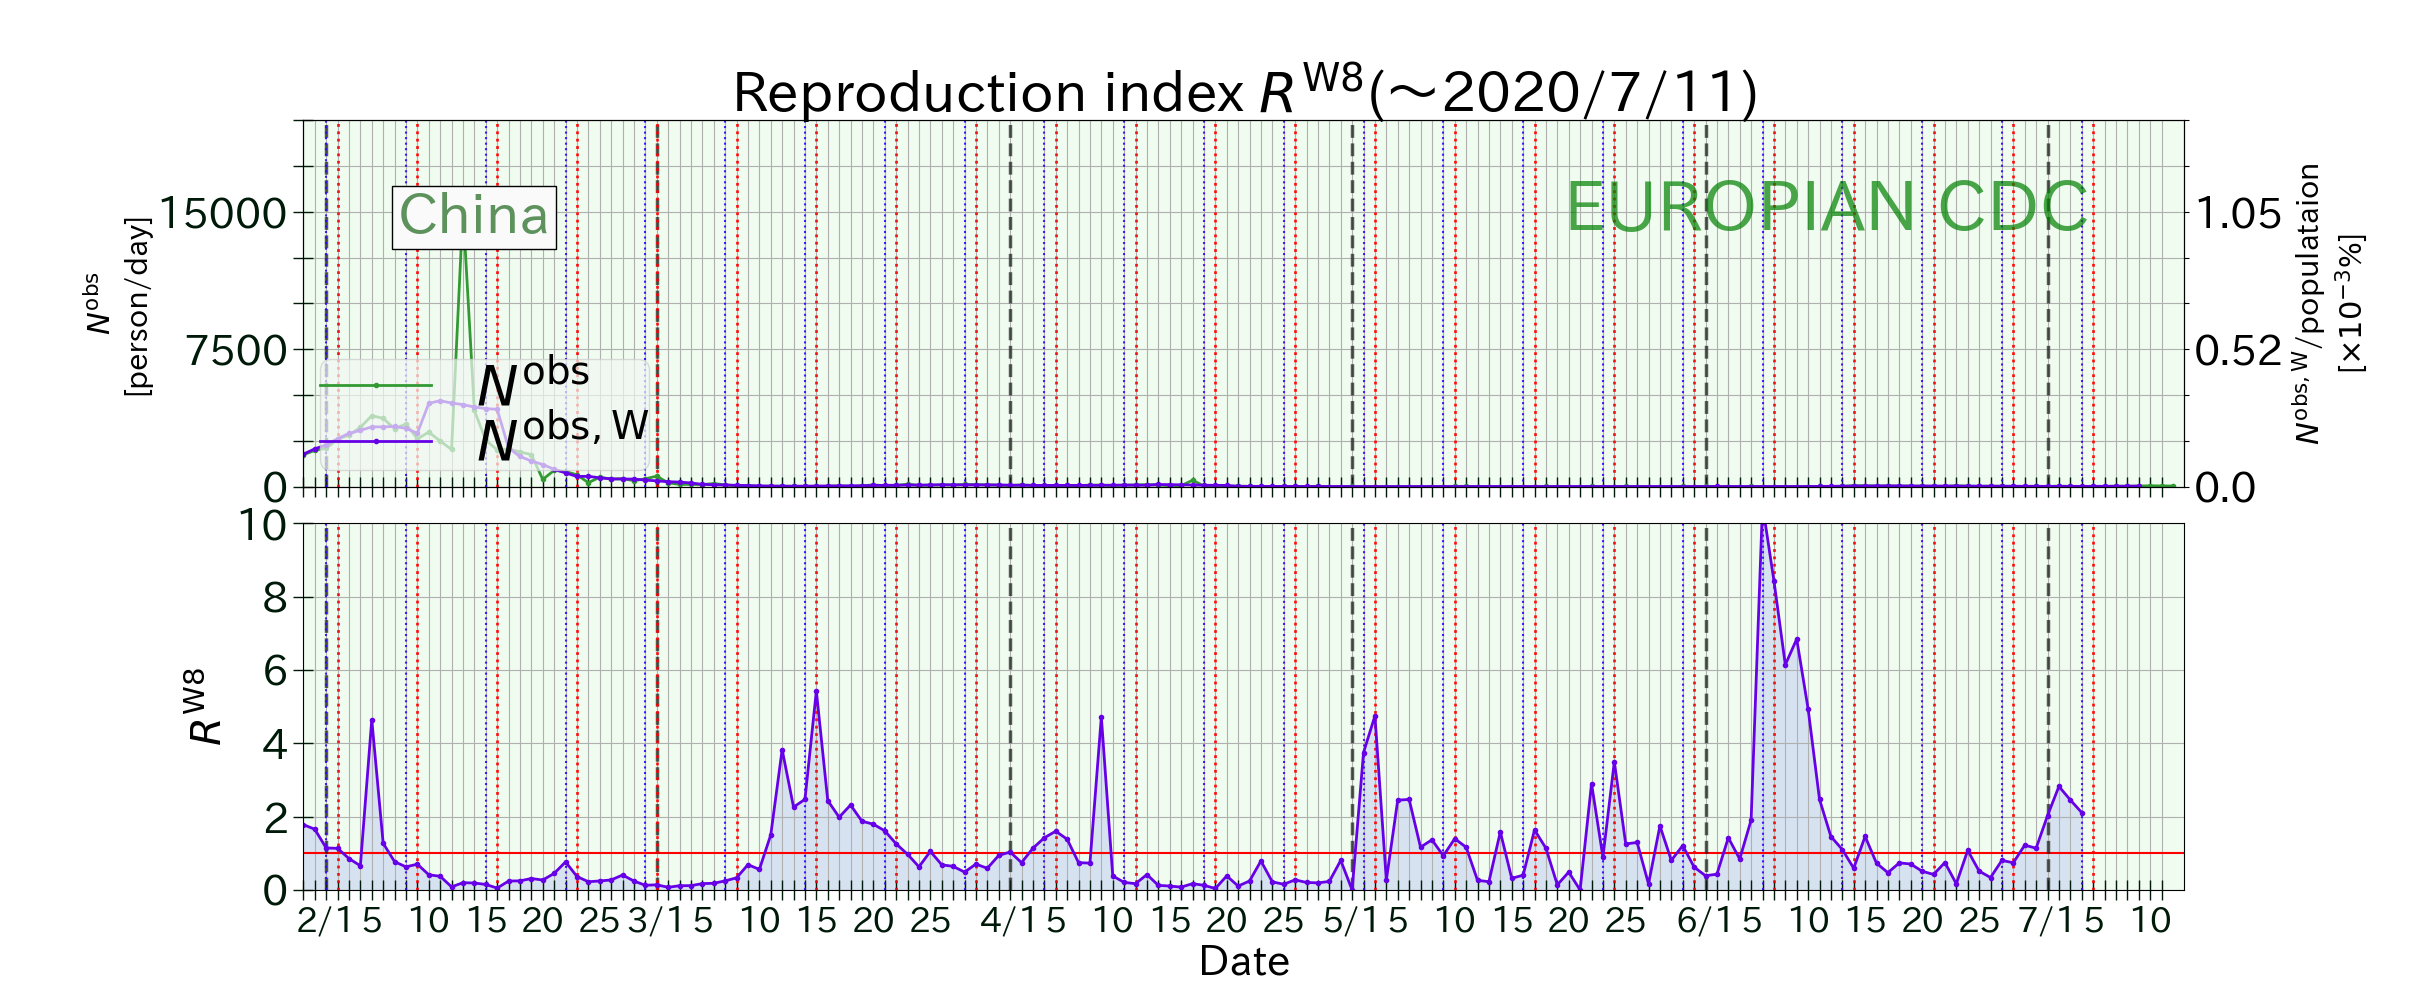 Reproduction index R^W8(～2020/7/11)
China
EUROPIAN CDC
N^obs
[person/day]
15000
7500
0
N^obs
N^obs, W
1.05
0.52
0.0
N^obs, W/populataion
[×10^−3%]
R^W8
10
8
6
4
2
0
2/1 5 10 15 20 25 3/1 5 10 15 20 25 4/1 5 10 15 20 25 5/1 5 10 15 20 25 6/1 5 10 15 20 25 7/1 5 10
Date